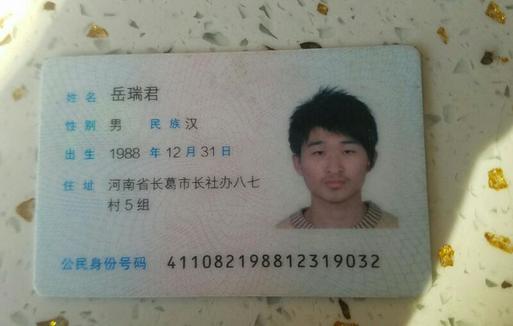 姓名 岳瑞君
性别 男 民族 汉
出生 1988 年 12 月 31 日
住址 河南省长葛市长社办八七
村5组
公民身份号码 411082198812319032